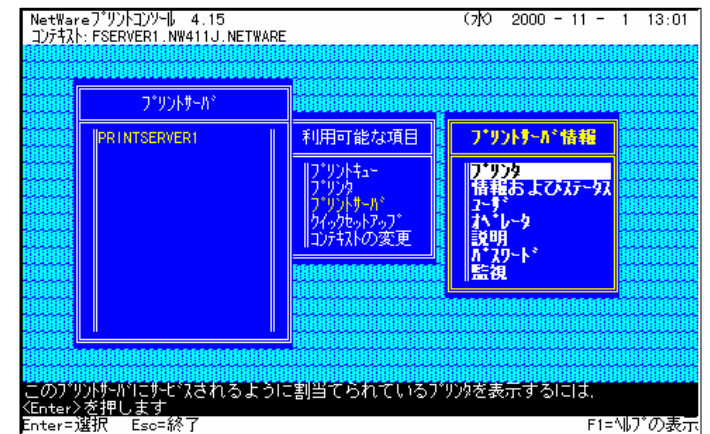 NetWareプリントコンソール 4.15
(水) 2000 - 11 - 1 13:01
コンテキスト: FSERVER1.NW411J.NETWARE
プリントサーバ
PRINTSERVER1
利用可能な項目
プリントキュー
プリンタ
プリントサーバ
クイックセットアップ
コンテキストの変更
プリントサーバ情報
プリンタ
情報およびステータス
ユーザ
オペレータ
説明
パスワード
監視
このプリントサーバにサービスされるように割当てられているプリンタを表示するには,
<Enter>を押します
Enter=選択 Esc=終了
F1=ヘルプの表示